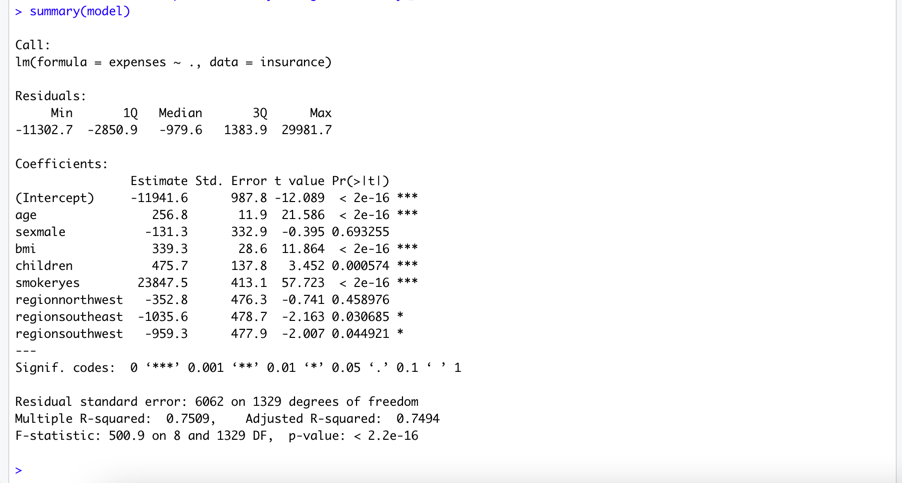 > summary(model)
Call:
lm(formula = expenses ~ ., data = insurance)
Residuals:
     Min       1Q   Median       3Q      Max
-11302.7  -2850.9   -979.6   1383.9  29981.7
Coefficients:
                Estimate Std. Error t value Pr(>|t|)
(Intercept)     -11941.6      987.8 -12.089  < 2e-16 ***
age                256.8       11.9  21.586  < 2e-16 ***
sexmale           -131.3      332.9  -0.395 0.693255
bmi                339.3       28.6  11.864  < 2e-16 ***
children           475.7      137.8   3.452 0.000574 ***
smokeryes        23847.5      413.1  57.723  < 2e-16 ***
regionnorthwest   -352.8      476.3  -0.741 0.458976
regionsoutheast  -1035.6      478.7  -2.163 0.030685 *
regionsouthwest   -959.3      477.9  -2.007 0.044921 *
---
Signif. codes:  0 ‘***’ 0.001 ‘**’ 0.01 ‘*’ 0.05 ‘.’ 0.1 ‘ ’ 1
Residual standard error: 6062 on 1329 degrees of freedom
Multiple R-squared:  0.7509,	Adjusted R-squared:  0.7494
F-statistic: 500.9 on 8 and 1329 DF,  p-value: < 2.2e-16
>